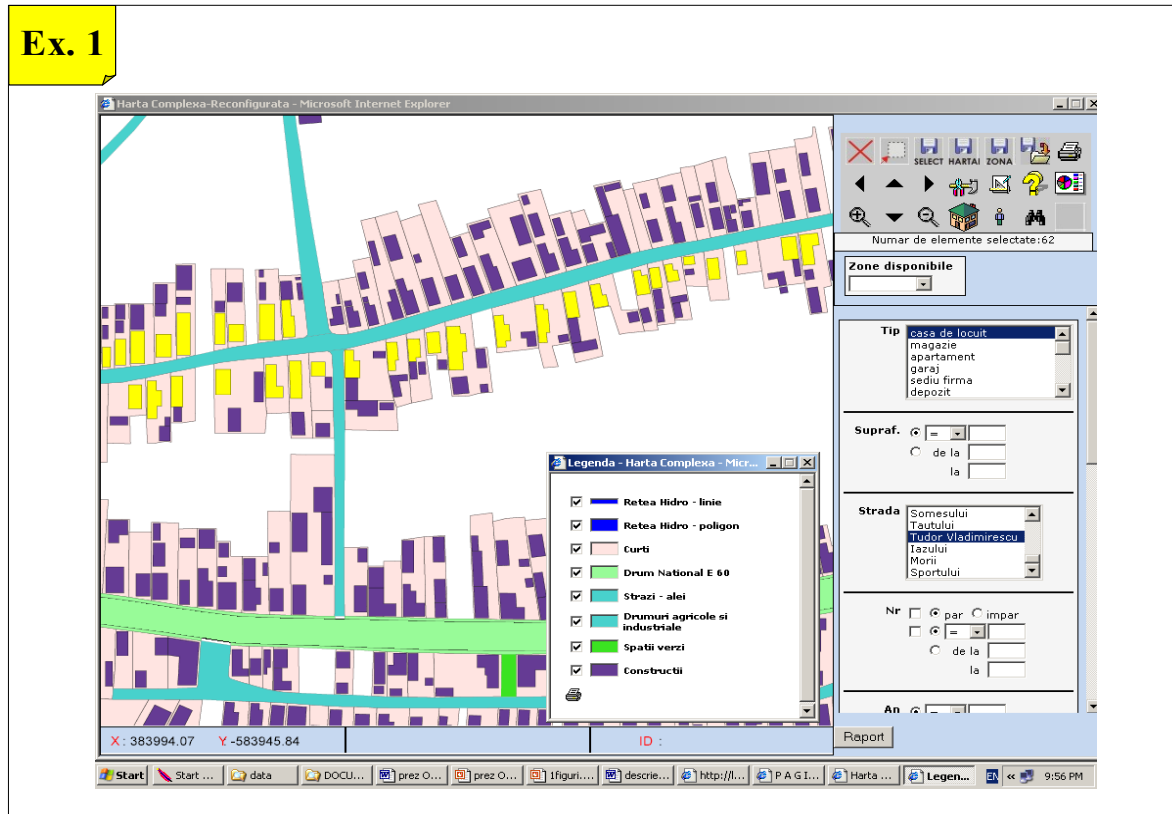 Ex. 1
Harta Complexa-Reconfigurata - Microsoft Internet Explorer
SELECT HARTAI ZONA
Numar de elemente selectate:62
Zone disponibile
Tip
casa de locuit
magazie
apartament
garaj
sediu firma
depozit
Supraf.
=
de la
la
Strada
Somesului
Tautului
Tudor Vladimirescu
Iazului
Morii
Sportului
Nr
par
impar
=
de la
la
An
=
Raport
Legenda - Harta Complexa - Micr...
Retea Hidro - linie
Retea Hidro - poligon
Curti
Drum National E 60
Strazi - alei
Drumuri agricole si
industriale
Spatii verzi
Constructii
X: 383994.07 Y -583945.84 ID :
Start Start ... data DOCU... prez O... prez O... 1figuri.... descrie... http://l... P A G I... Harta ... Legen... EN « 9:56 PM